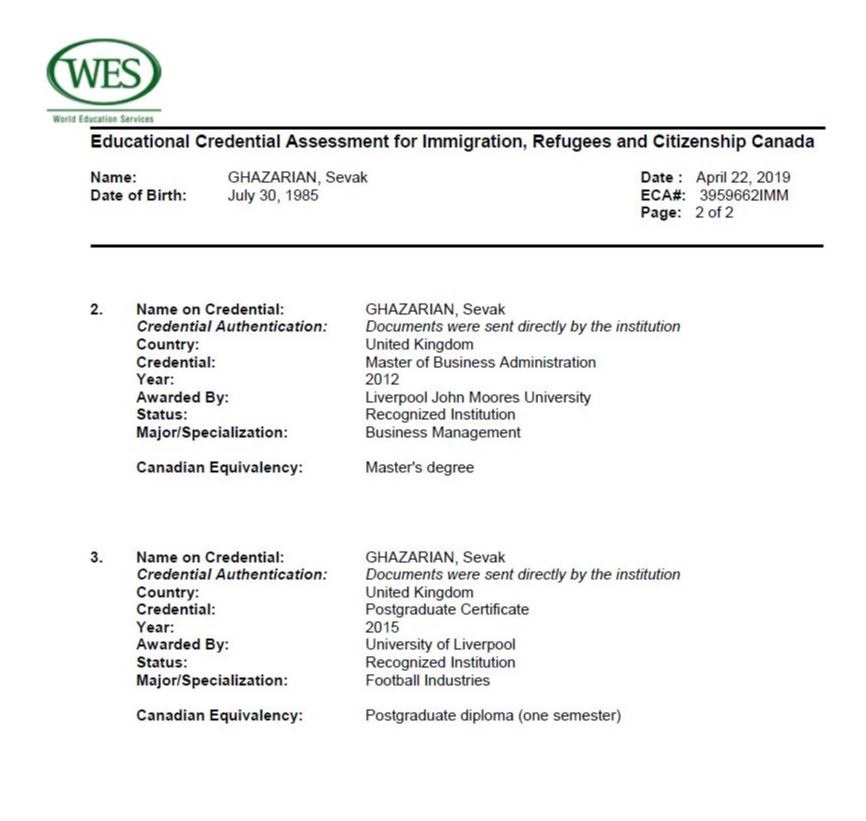 WES
World Education Services
Educational Credential Assessment for Immigration, Refugees and Citizenship Canada
Name: GHAZARIAN, Sevak Date : April 22, 2019
Date of Birth: July 30, 1985 ECA#: 3959662IMM
Page: 2 of 2
2. Name on Credential: GHAZARIAN, Sevak
Credential Authentication: Documents were sent directly by the institution
Country: United Kingdom
Credential: Master of Business Administration
Year: 2012
Awarded By: Liverpool John Moores University
Status: Recognized Institution
Major/Specialization: Business Management
Canadian Equivalency: Master's degree
3. Name on Credential: GHAZARIAN, Sevak
Credential Authentication: Documents were sent directly by the institution
Country: United Kingdom
Credential: Postgraduate Certificate
Year: 2015
Awarded By: University of Liverpool
Status: Recognized Institution
Major/Specialization: Football Industries
Canadian Equivalency: Postgraduate diploma (one semester)